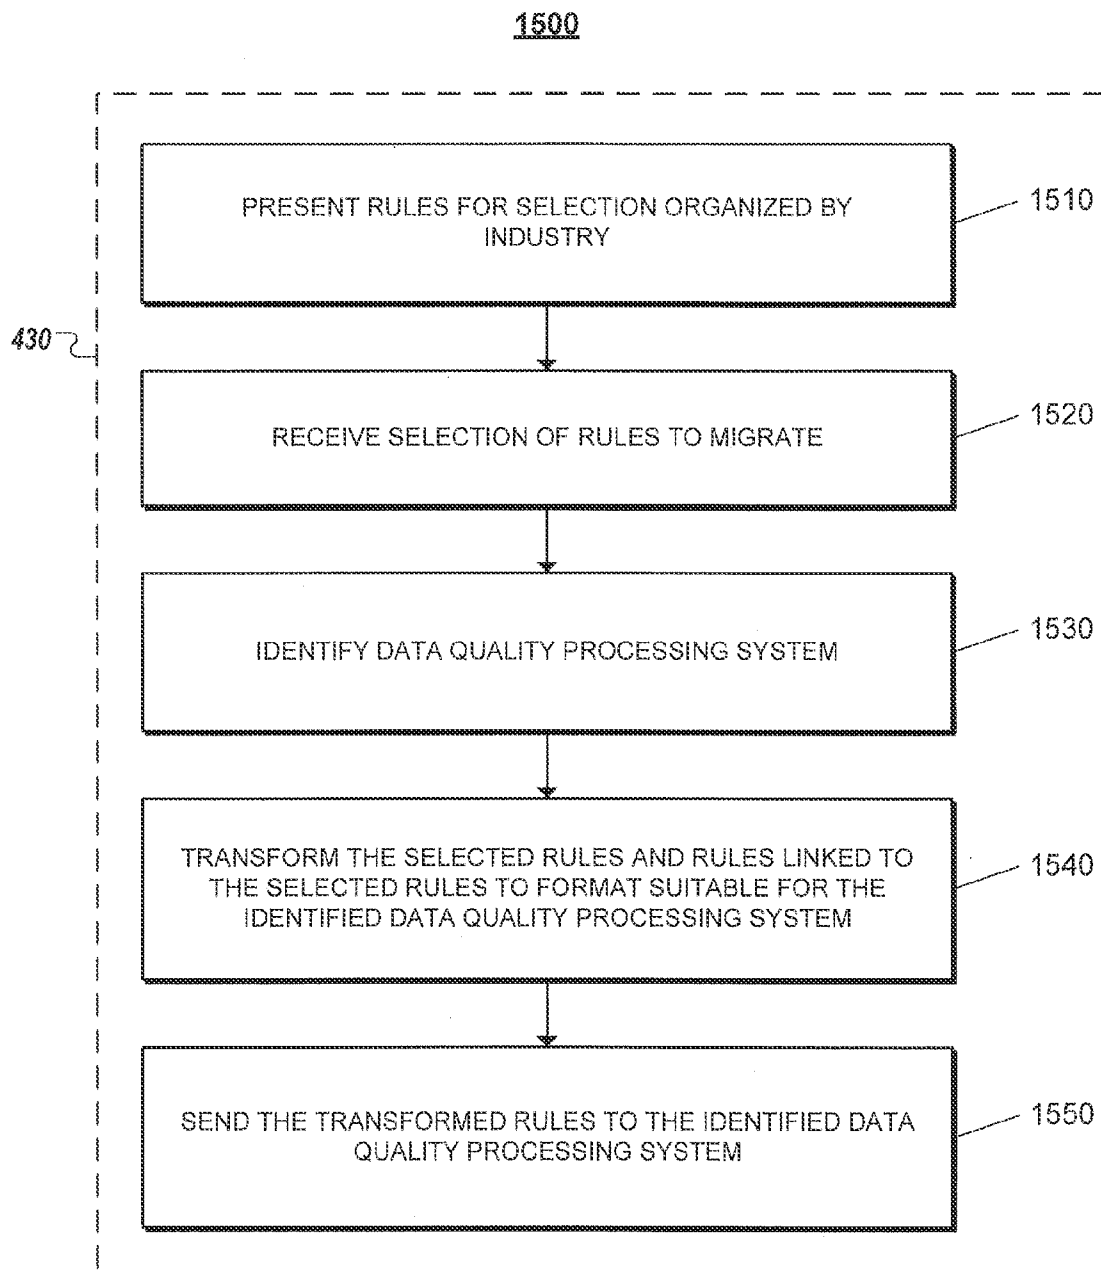 1500
PRESENT RULES FOR SELECTION ORGANIZED BY
INDUSTRY
1510
430
RECEIVE SELECTION OF RULES TO MIGRATE
1520
IDENTIFY DATA QUALITY PROCESSING SYSTEM
1530
TRANSFORM THE SELECTED RULES AND RULES LINKED TO
THE SELECTED RULES TO FORMAT SUITABLE FOR THE
IDENTIFIED DATA QUALITY PROCESSING SYSTEM
1540
SEND THE TRANSFORMED RULES TO THE IDENTIFIED DATA
QUALITY PROCESSING SYSTEM
1550